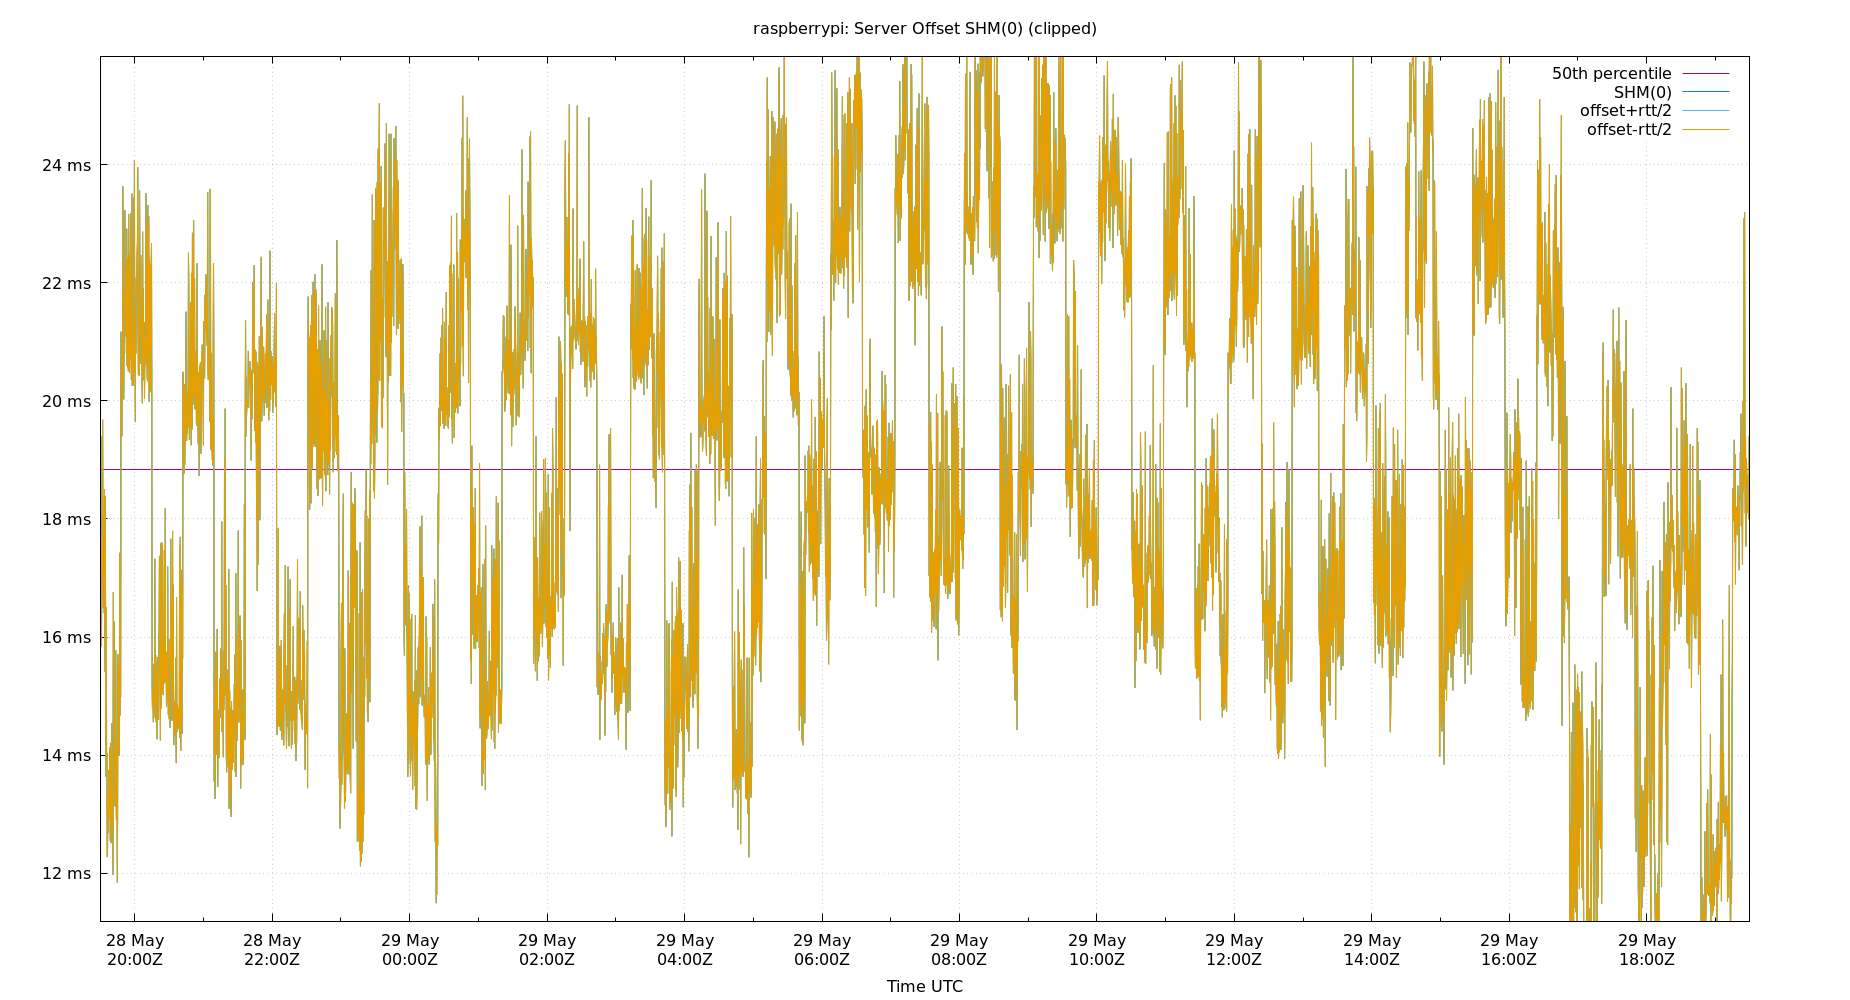 raspberrypi: Server Offset SHM(0) (clipped)
50th percentile
SHM(0)
offset+rtt/2
offset-rtt/2
24 ms
22 ms
20 ms
18 ms
16 ms
14 ms
12 ms
28 May 28 May 29 May 29 May 29 May 29 May 29 May 29 May 29 May 29 May 29 May 29 May
20:00Z 22:00Z 00:00Z 02:00Z 04:00Z 06:00Z 08:00Z 10:00Z 12:00Z 14:00Z 16:00Z 18:00Z
Time UTC